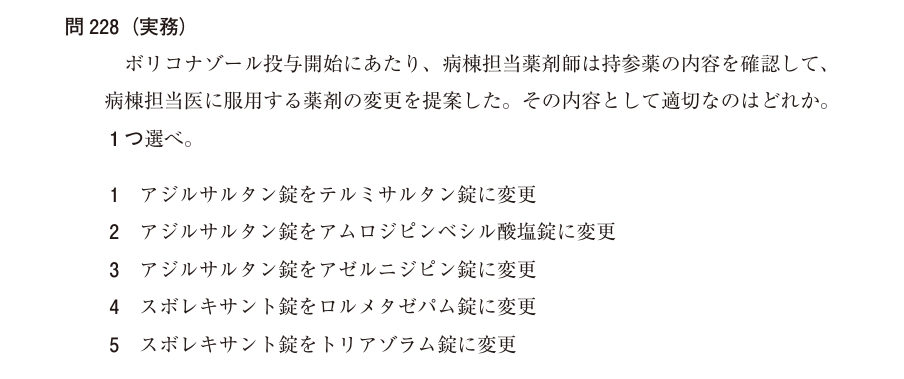 問 228（実務）
ボリコナゾール投与開始にあたり、病棟担当薬剤師は持参薬の内容を確認して、
病棟担当医に服用する薬剤の変更を提案した。その内容として適切なのはどれか。
1つ選べ。
1 アジルサルタン錠をテルミサルタン錠に変更
2 アジルサルタン錠をアムロジピンベシル酸塩錠に変更
3 アジルサルタン錠をアゼルニジピン錠に変更
4 スボレキサント錠をロルメタゼパム錠に変更
5 スボレキサント錠をトリアゾラム錠に変更